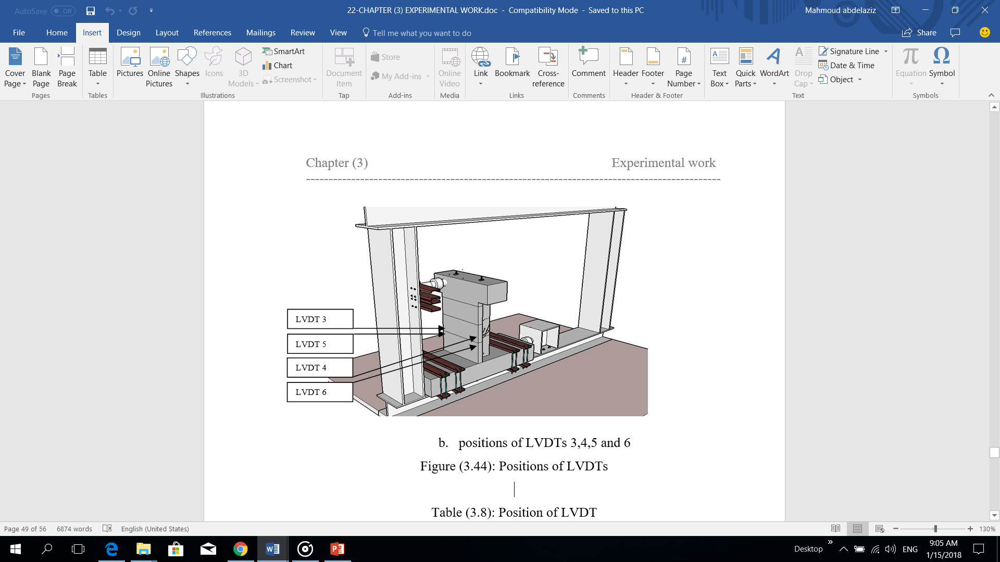 AutoSave Off
22-CHAPTER (3) EXPERIMENTAL WORK.doc - Compatibility Mode - Saved to this PC
Mahmoud abdelaziz
File Home Insert Design Layout References Mailings Review View Tell me what you want to do
Share
Cover Page
Blank Page
Page Break
Pages
Table
Tables
Pictures
Online Pictures
Shapes
Icons
3D Models
SmartArt
Chart
Screenshot
Illustrations
Document Item
Tap
Store
My Add-ins
Add-ins
Online Video
Media
Link
Bookmark
Cross-reference
Links
Comment
Comments
Header
Footer
Page Number
Header & Footer
Text Box
Quick Parts
WordArt
Drop Cap
Signature Line
Date & Time
Object
Text
Equation
Symbol
Symbols
Chapter (3) Experimental work
LVDT 3
LVDT 5
LVDT 4
LVDT 6
b. positions of LVDTs 3,4,5 and 6
Figure (3.44): Positions of LVDTs
Table (3.8): Position of LVDT
Page 49 of 56 6874 words English (United States) 130%
Desktop ENG
9:05 AM
1/15/2018